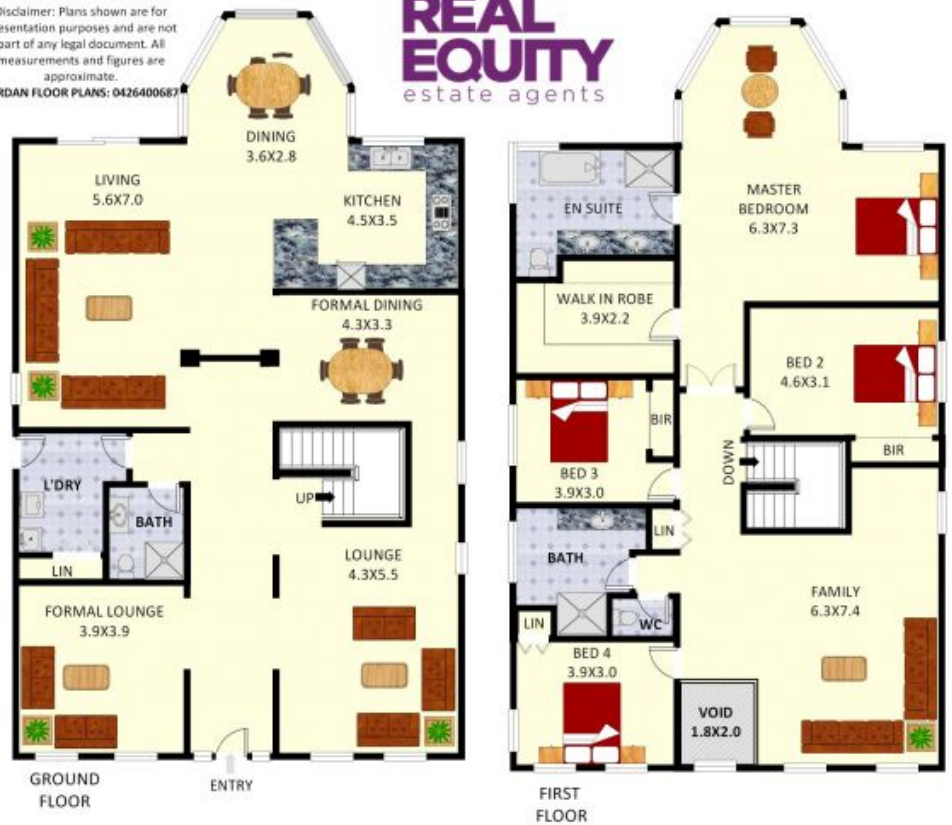 Disclaimer: Plans shown are for
presentation purposes and are not
part of any legal document. All
measurements and figures are
approximate.
RDAN FLOOR PLANS: 0426400687
REAL
EQUITY
estate agents
DINING
3.6X2.8
LIVING
5.6X7.0
KITCHEN
4.5X3.5
FORMAL DINING
4.3X3.3
L'DRY
BATH
UP
LIN
LOUNGE
4.3X5.5
FORMAL LOUNGE
3.9X3.9
GROUND
FLOOR
ENTRY
EN SUITE
MASTER
BEDROOM
6.3X7.3
WALK IN ROBE
3.9X2.2
BED 2
4.6X3.1
BIR
BIR
BED 3
3.9X3.0
DOWN
LIN
BATH
FAMILY
6.3X7.4
LIN
WC
BED 4
3.9X3.0
VOID
1.8X2.0
FIRST
FLOOR